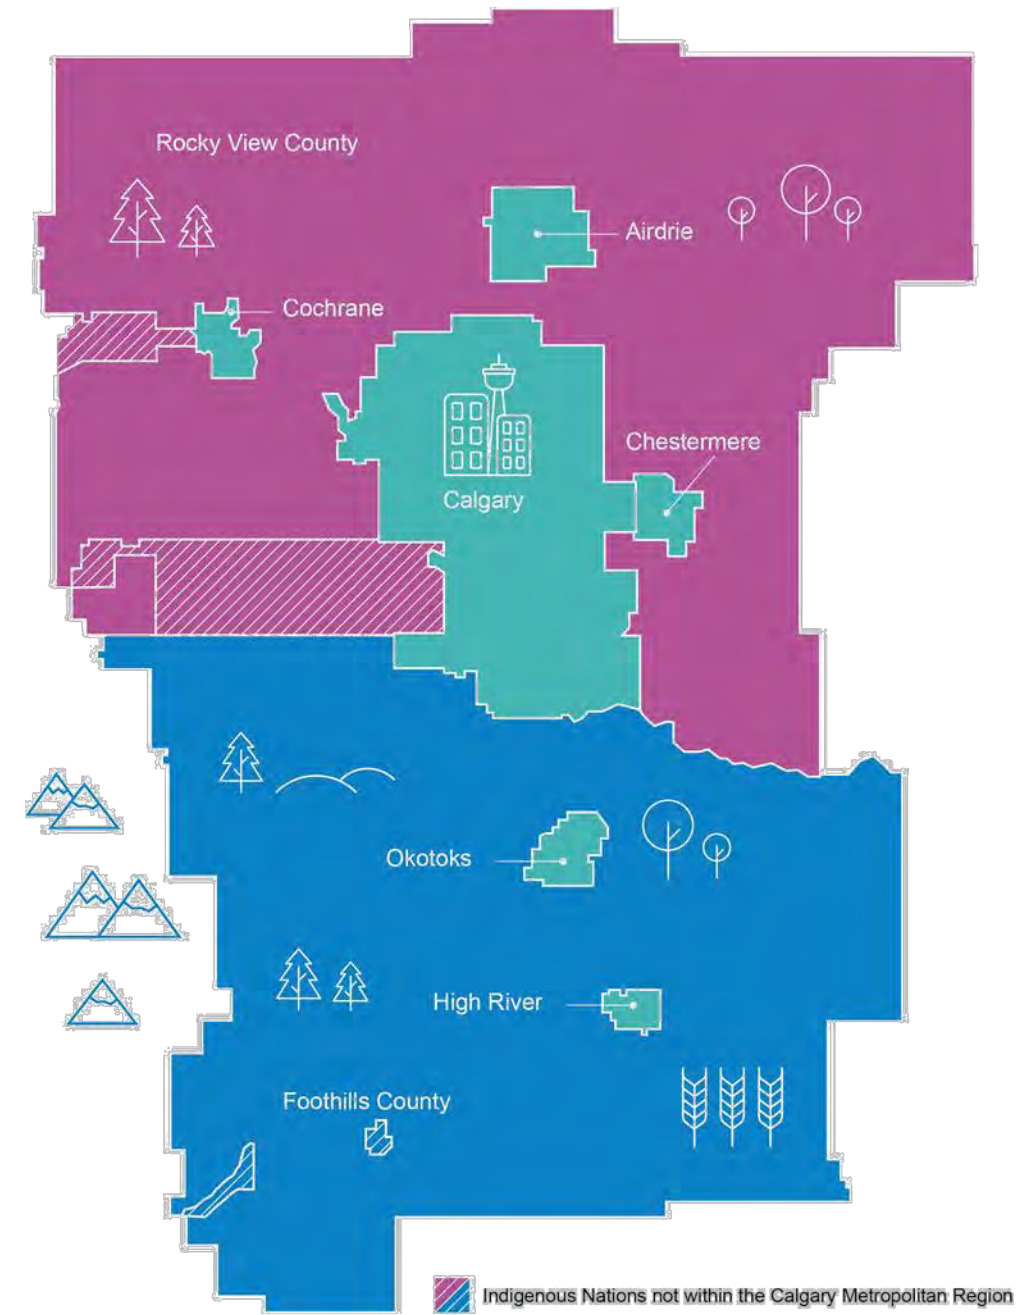 Rocky View County
Airdrie
Cochrane
Chestermere
Calgary
Okotoks
High River
Foothills County
Indigenous Nations not within the Calgary Metropolitan Region